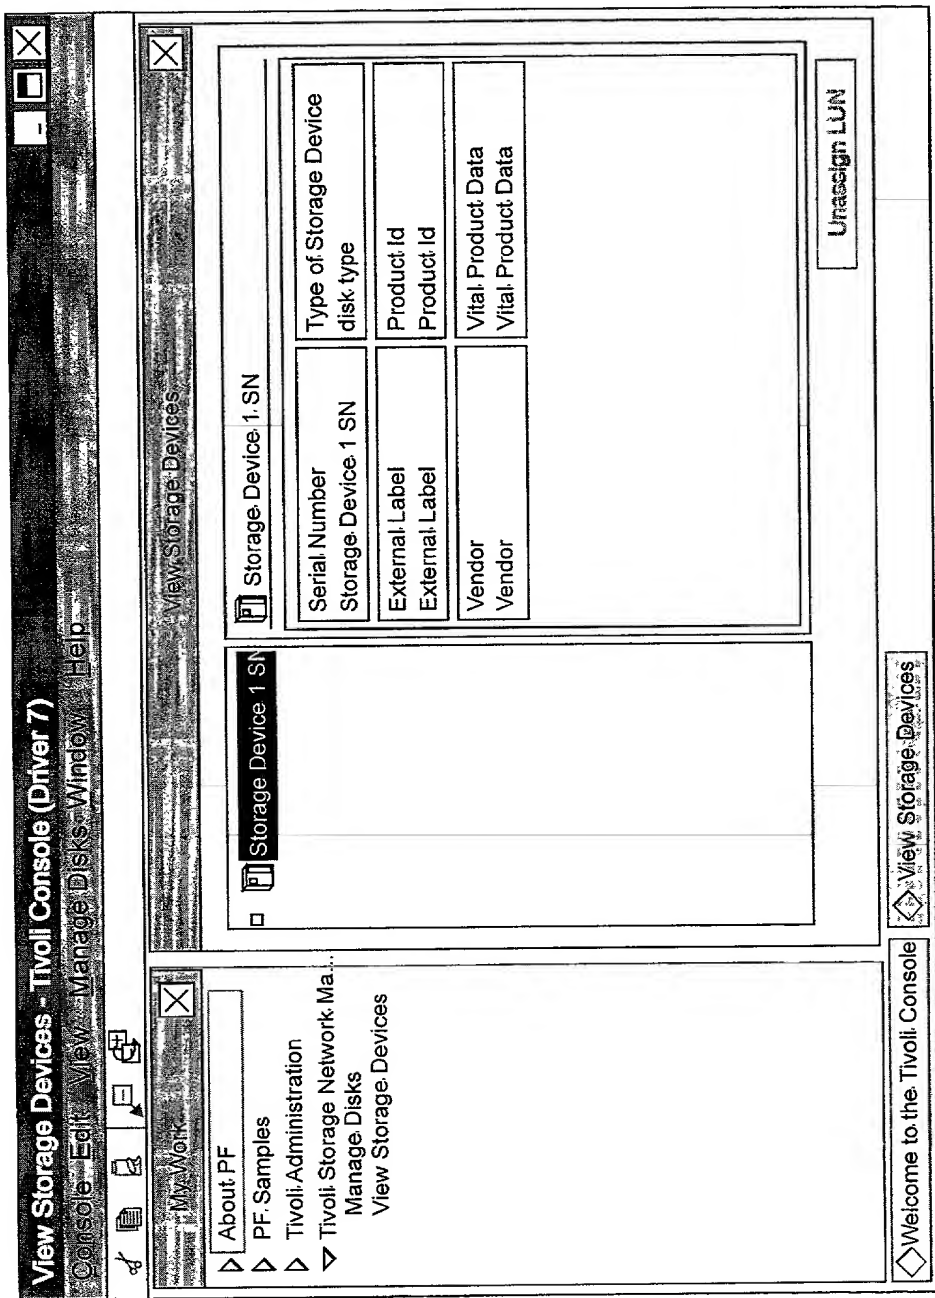 View Storage Devices - Tivoli Console (Driver 7)
Console Edit View Manage Disks Window Help
My Work
About PF
PF Samples
Tivoli Administration
Tivoli Storage Network Ma...
Manage Disks
View Storage Devices
View Storage Devices
Storage Device 1 SN
Storage Device 1 SN
Serial Number
Storage Device 1 SN
Type of Storage Device
disk type
External Label
External Label
Product Id
Product Id
Vendor
Vendor
Vital Product Data
Vital Product Data
Unassign LUN
Welcome to the Tivoli Console
View Storage Devices